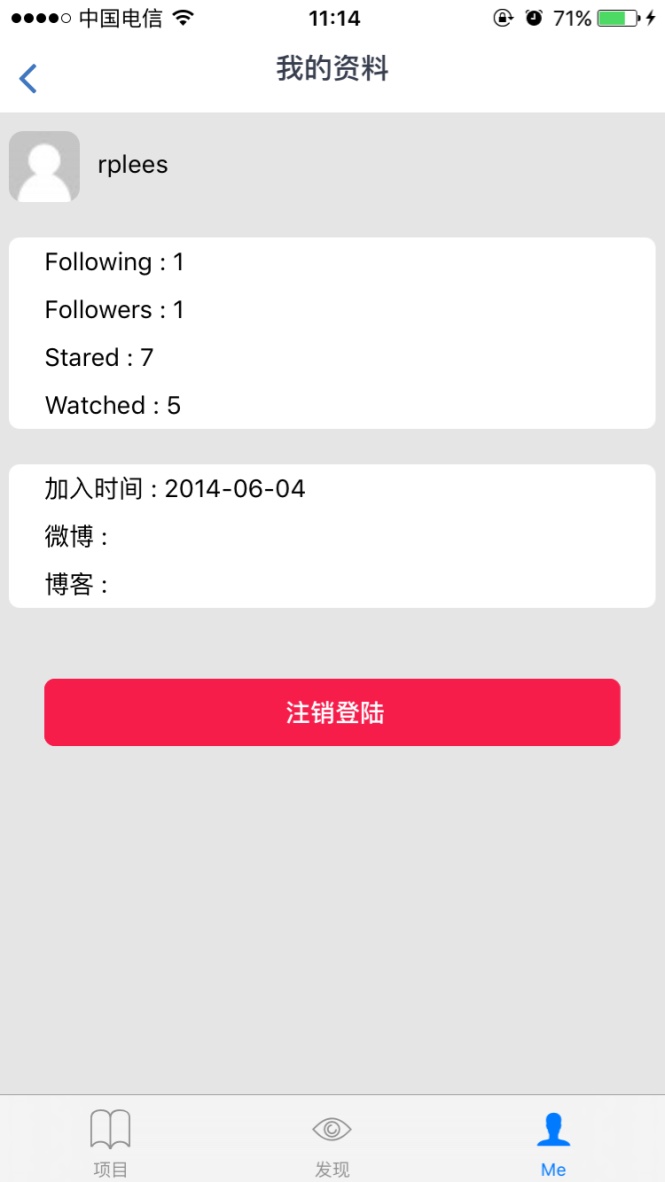 中国电信 11:14 71%
我的资料
rplees
Following : 1
Followers : 1
Stared : 7
Watched : 5
加入时间 : 2014-06-04
微博 :
博客 :
注销登陆
项目 发现 Me